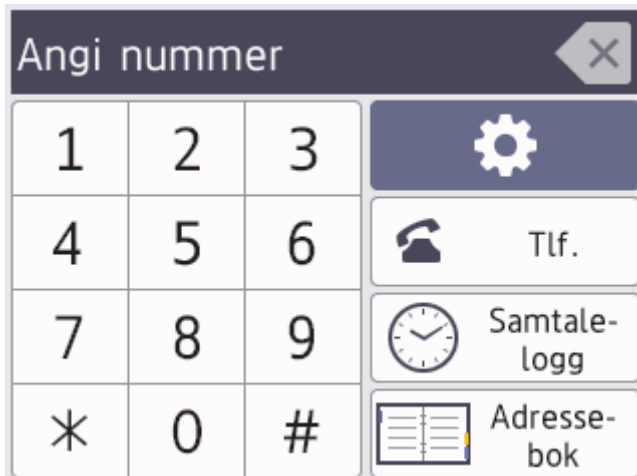 Angi nummer
1 2 3
4 5 6
Tlf.
7 8 9
Samtale-
logg
* 0 #
Adresse-
bok